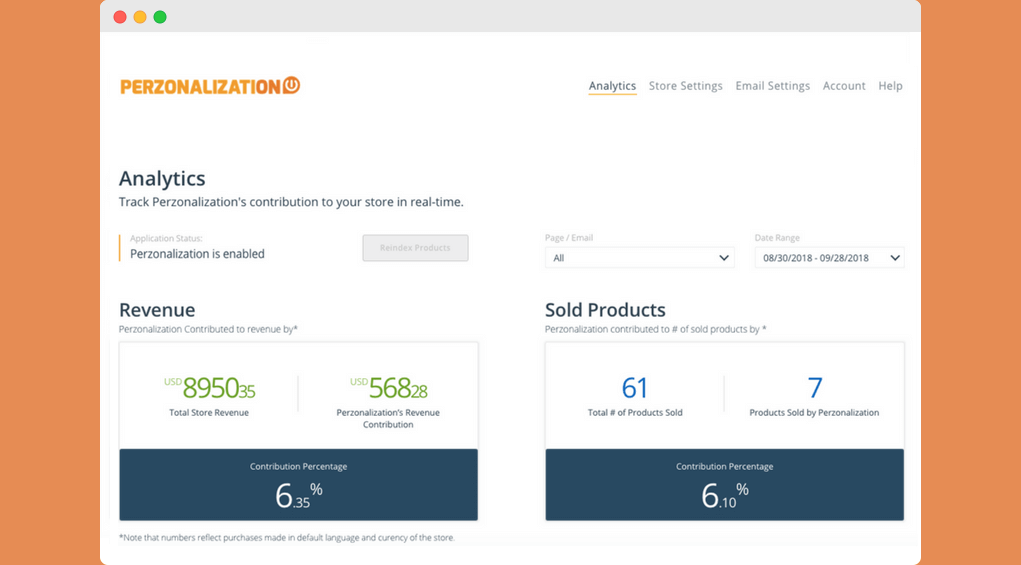 PERZONALIZATION
Analytics Store Settings Email Settings Account Help
Analytics
Track Perzonalization's contribution to your store in real-time.
Application Status:
Perzonalization is enabled
Reindex Products
Page / Email
All
Date Range
08/30/2018 - 09/28/2018
Revenue
Perzonalization Contributed to revenue by*
USD 8950 35
Total Store Revenue
USD 568 28
Perzonalization's Revenue
Contribution
Contribution Percentage
6.35%
Sold Products
Perzonalization contributed to # of sold products by *
61
Total # of Products Sold
7
Products Sold by Perzonalization
Contribution Percentage
6.10%
*Note that numbers reflect purchases made in default language and curency of the store.